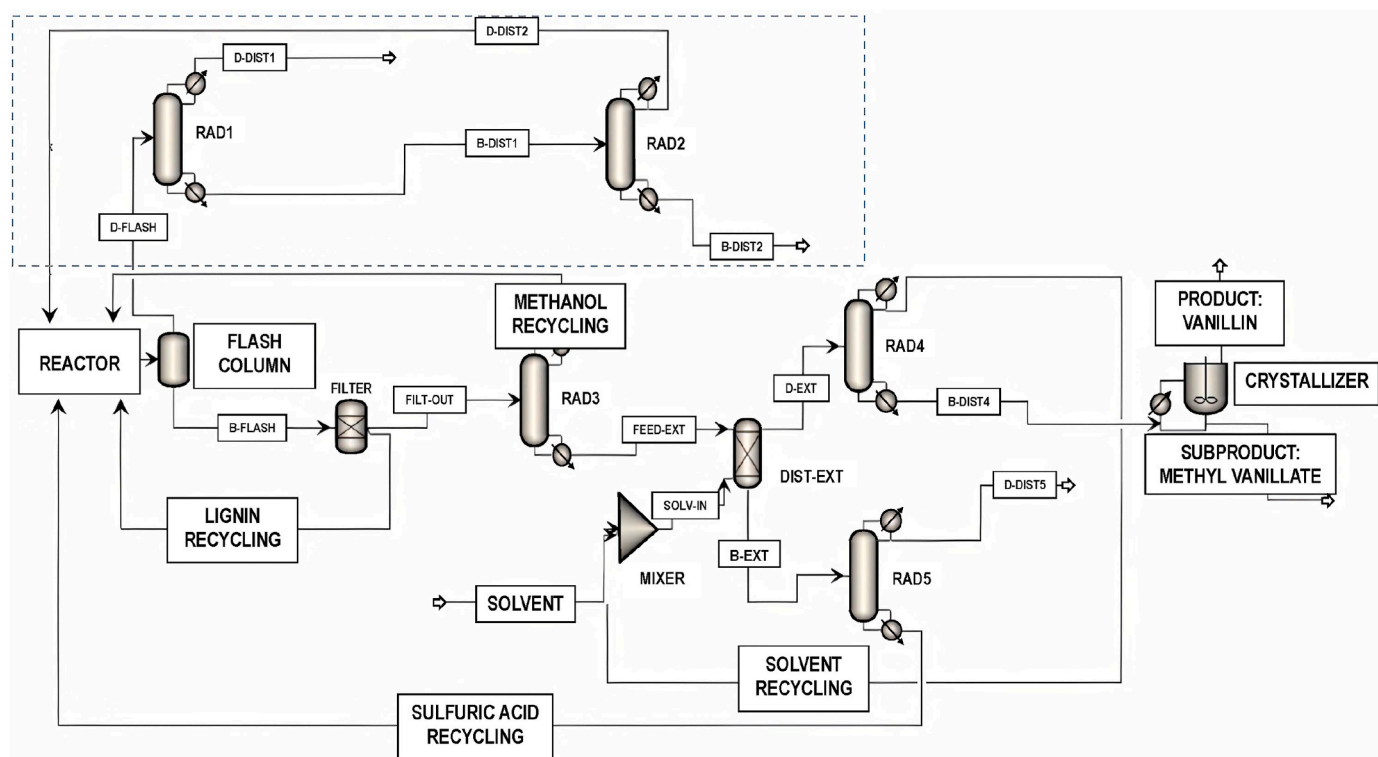 D-DIST2
D-DIST1
RAD1
B-DIST1
RAD2
D-FLASH
B-DIST2
REACTOR
FLASH
COLUMN
METHANOL
RECYCLING
FILTER
FILT-OUT
B-FLASH
RAD3
LIGNIN
RECYCLING
FEED-EXT
DIST-EXT
SOLV-IN
MIXER
SOLVENT
B-EXT
D-EXT
RAD4
B-DIST4
PRODUCT:
VANILLIN
CRYSTALLIZER
SUBPRODUCT:
METHYL VANILLATE
D-DIST5
RAD5
SOLVENT
RECYCLING
SULFURIC ACID
RECYCLING